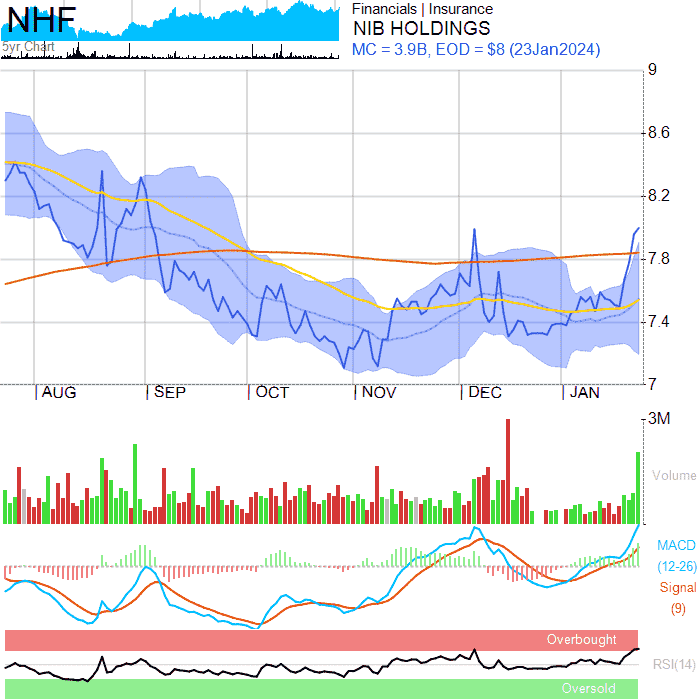 NHF
5yr Chart
Financials | Insurance
NIB HOLDINGS
MC = 3.9B, EOD = $8 (23Jan2024)
9
8.6
8.2
7.8
7.4
7
AUG SEP OCT NOV DEC JAN
3M
Volume
MACD
(12-26)
Signal
(9)
Overbought
RSI(14)
Oversold